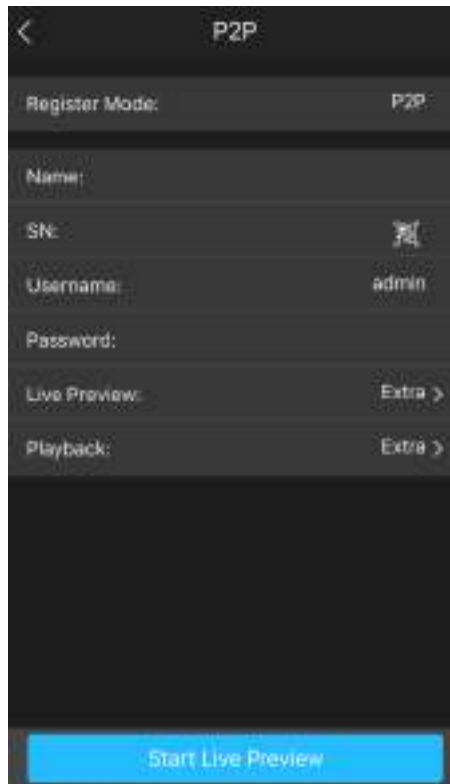 P2P
Register Mode: P2P
Name:
SN:
Username: admin
Password:
Live Preview: Extra
Playback: Extra
Start Live Preview